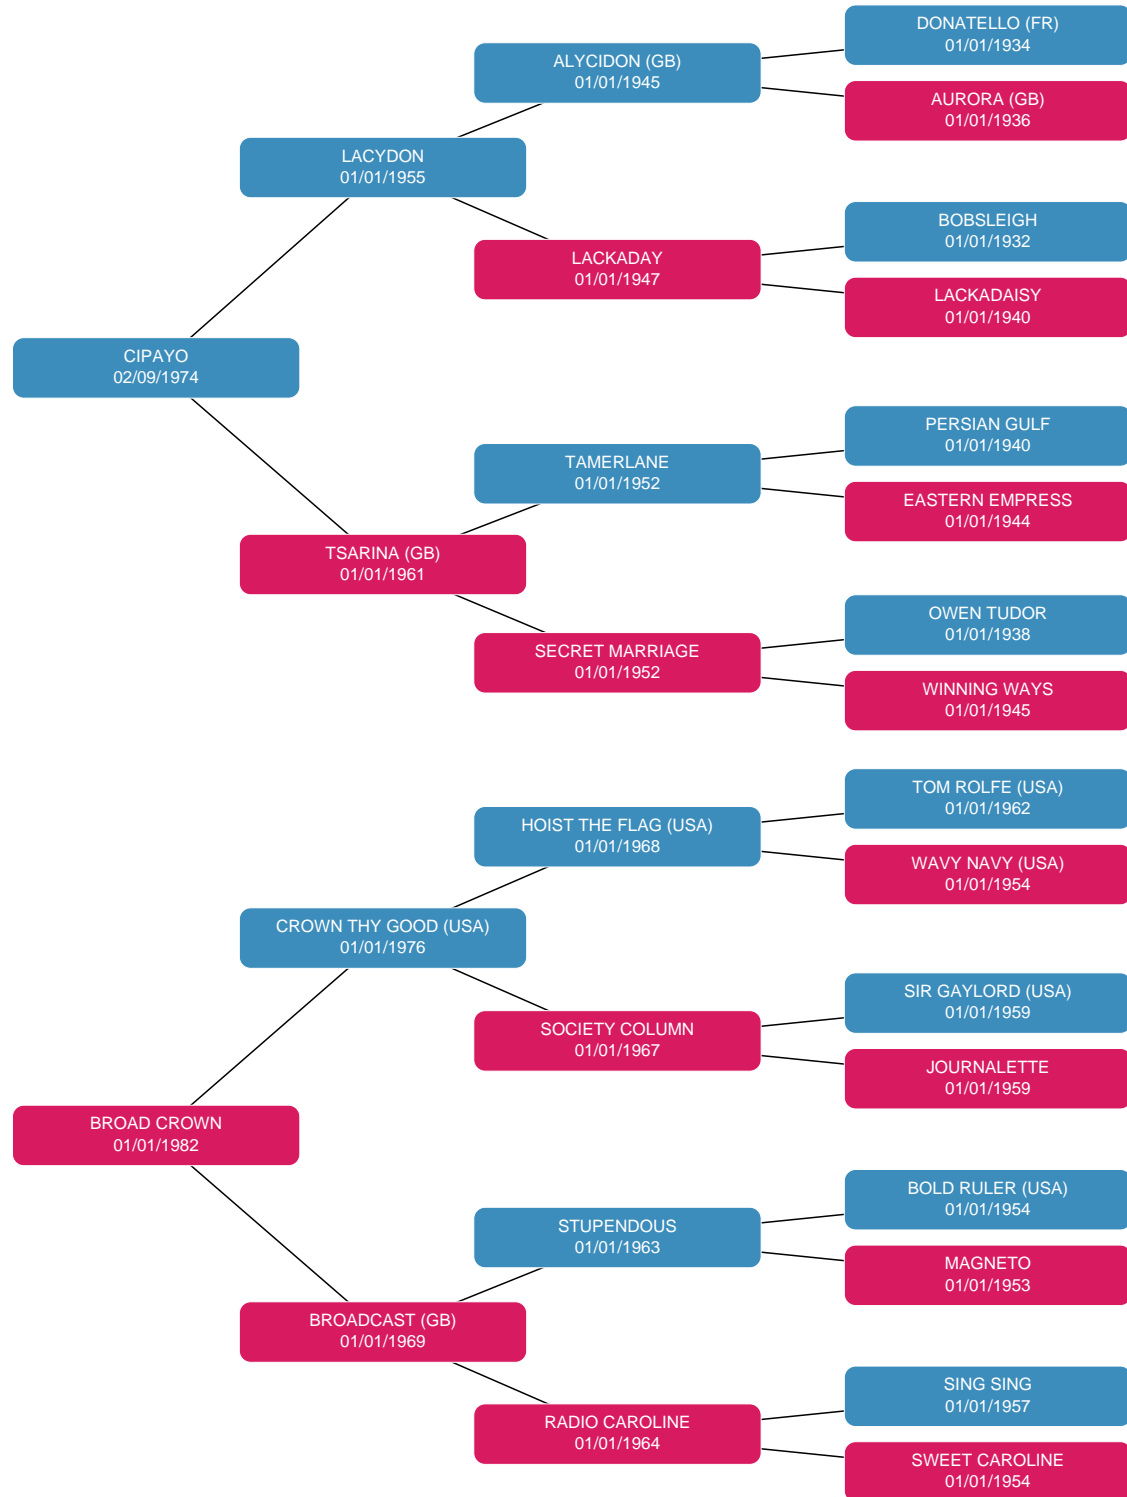 DONATELLO (FR)
01/01/1934
ALYCIDON (GB)
01/01/1945
AURORA (GB)
01/01/1936
LACYDON
01/01/1955
BOBSLEIGH
01/01/1932
LACKADAY
01/01/1947
LACKADAISY
01/01/1940
CIPAYO
02/09/1974
PERSIAN GULF
01/01/1940
TAMERLANE
01/01/1952
EASTERN EMPRESS
01/01/1944
TSARINA (GB)
01/01/1961
OWEN TUDOR
01/01/1938
SECRET MARRIAGE
01/01/1952
WINNING WAYS
01/01/1945
TOM ROLFE (USA)
01/01/1962
HOIST THE FLAG (USA)
01/01/1968
WAVY NAVY (USA)
01/01/1954
CROWN THY GOOD (USA)
01/01/1976
SIR GAYLORD (USA)
01/01/1959
SOCIETY COLUMN
01/01/1967
JOURNALETTE
01/01/1959
BROAD CROWN
01/01/1982
BOLD RULER (USA)
01/01/1954
STUPENDOUS
01/01/1963
MAGNETO
01/01/1953
BROADCAST (GB)
01/01/1969
SING SING
01/01/1957
RADIO CAROLINE
01/01/1964
SWEET CAROLINE
01/01/1954